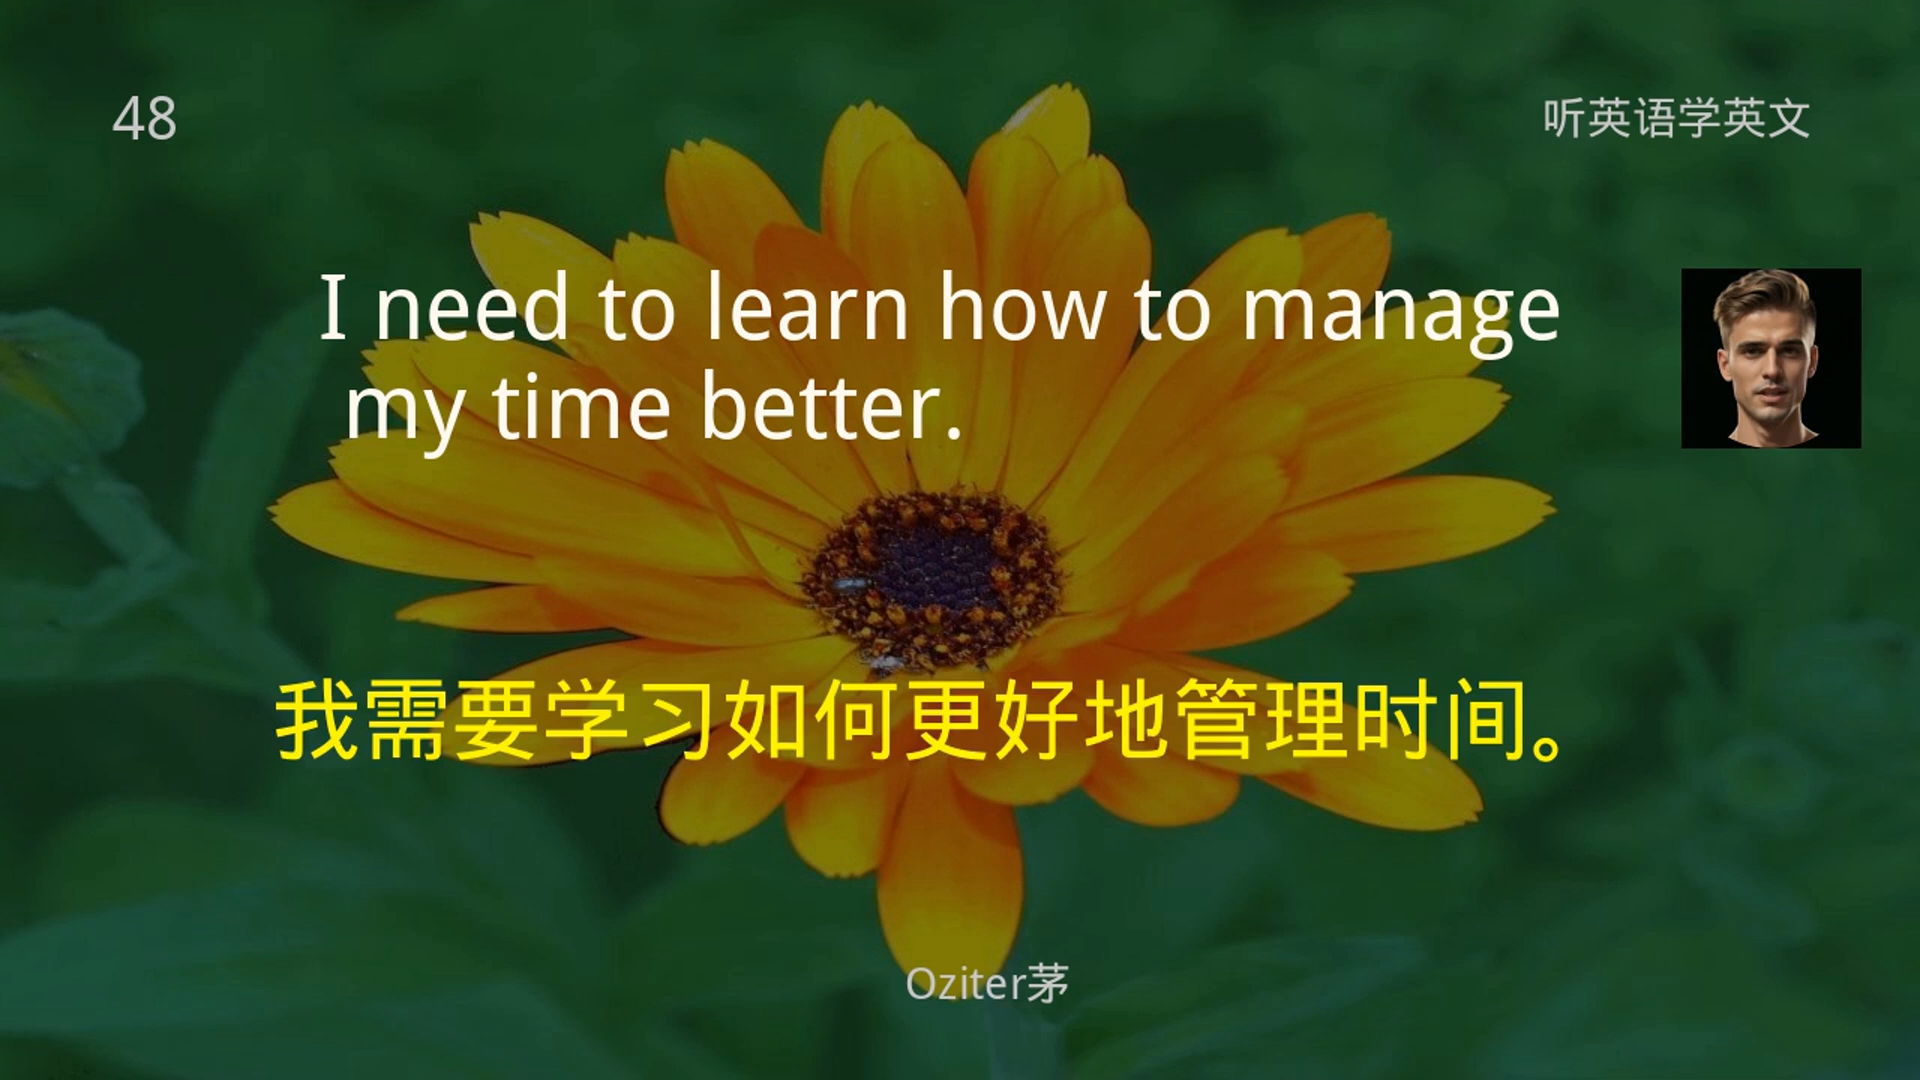 48
听英语学英文
I need to learn how to manage
my time better.
我需要学习如何更好地管理时间。
Oziter茅